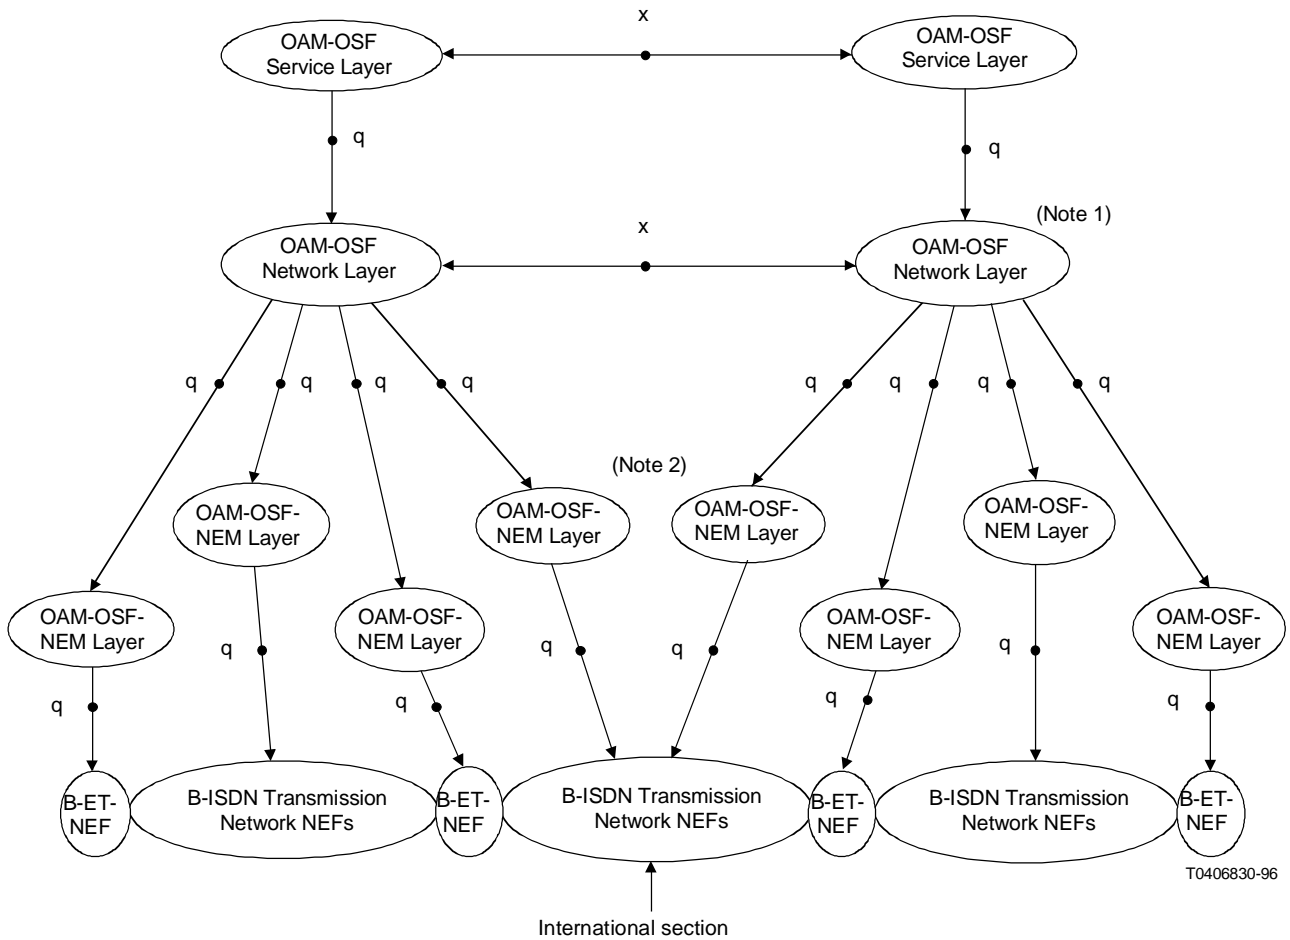 x
OAM-OSF
Service Layer
OAM-OSF
Service Layer
q
q
(Note 1)
x
OAM-OSF
Network Layer
OAM-OSF
Network Layer
q
q
q
q
q
q
q
q
(Note 2)
OAM-OSF-
NEM Layer
OAM-OSF-
NEM Layer
OAM-OSF-
NEM Layer
OAM-OSF-
NEM Layer
OAM-OSF-
NEM Layer
OAM-OSF-
NEM Layer
OAM-OSF-
NEM Layer
OAM-OSF-
NEM Layer
q
q
q
q
q
q
q
q
B-ET-
NEF
B-ISDN Transmission
Network NEFs
B-ET-
NEF
B-ISDN Transmission
Network NEFs
B-ET-
NEF
B-ISDN Transmission
Network NEFs
B-ET-
NEF
T0406830-96
International section